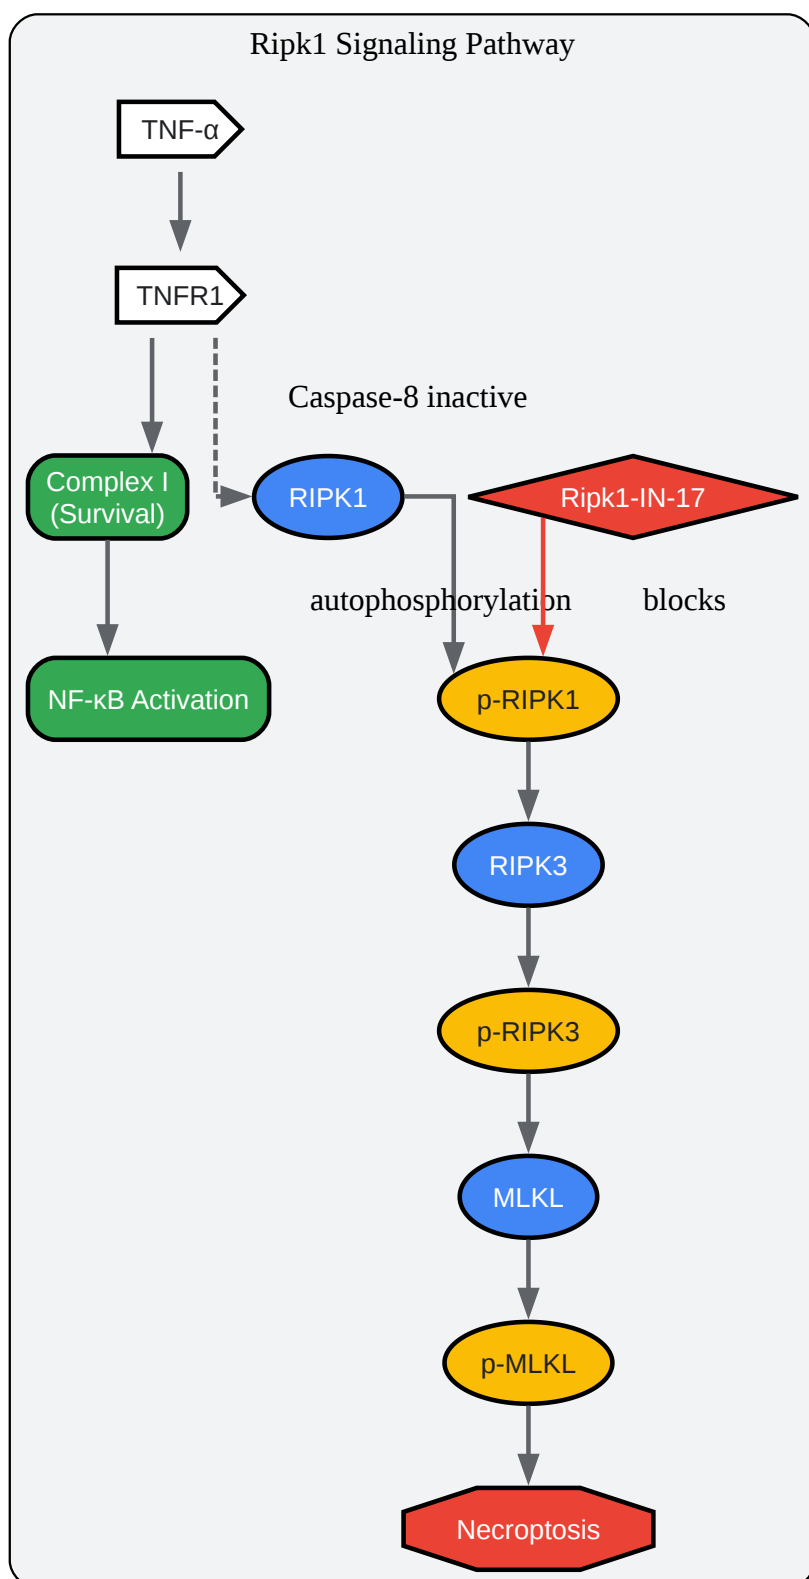 Ripk1 Signaling Pathway
TNF-α
TNFR1
Caspase-8 inactive
Complex I
(Survival)
RIPK1
Ripk1-IN-17
autophosphorylation
blocks
NF-κB Activation
p-RIPK1
RIPK3
p-RIPK3
MLKL
p-MLKL
Necroptosis